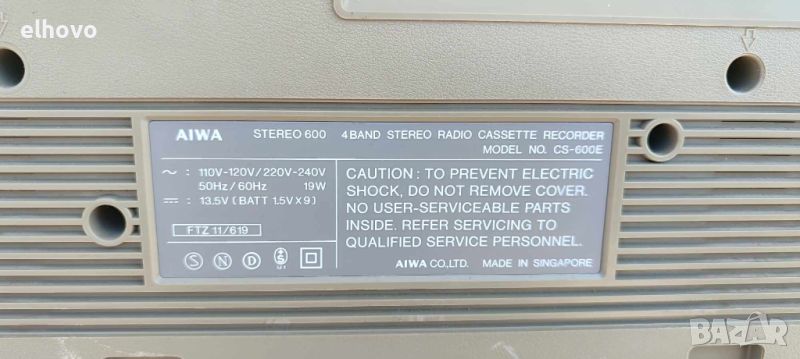 elhovo
AIWA STEREO 600 4 BAND STEREO RADIO CASSETTE RECORDER
MODEL NO. CS-600E
~ : 110V-120V/220V-240V
50Hz/60Hz 19W
⎓ : 13.5V (BATT 1.5V X 9)
FTZ 11/619
S N D
CAUTION : TO PREVENT ELECTRIC
SHOCK, DO NOT REMOVE COVER.
NO USER-SERVICEABLE PARTS
INSIDE. REFER SERVICING TO
QUALIFIED SERVICE PERSONNEL.
AIWA CO.,LTD. MADE IN SINGAPORE
BAZAR